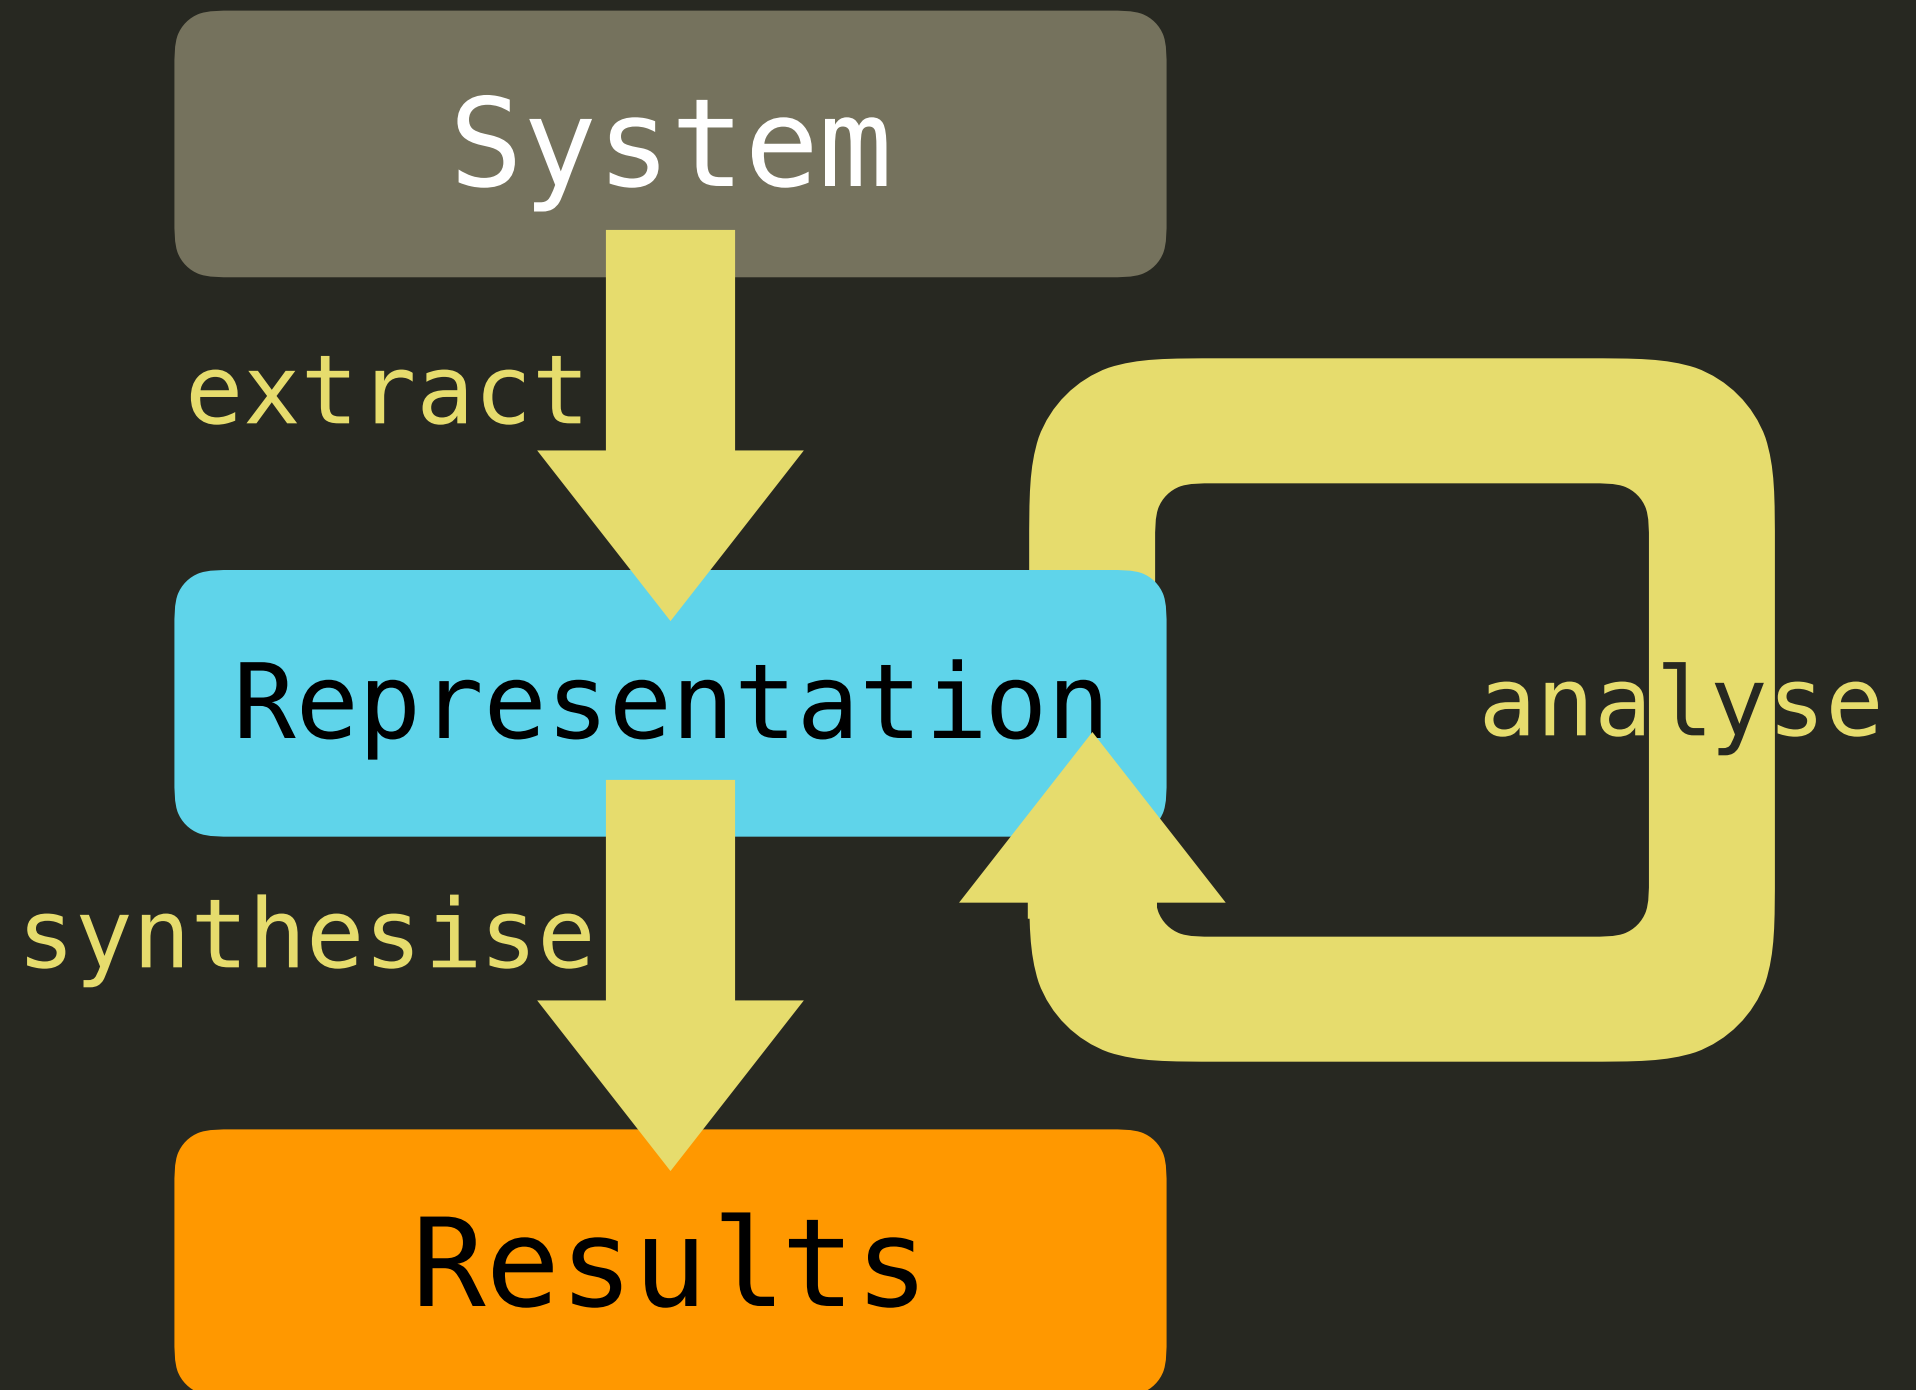 System
extract
Representation
analyse
synthesise
Results